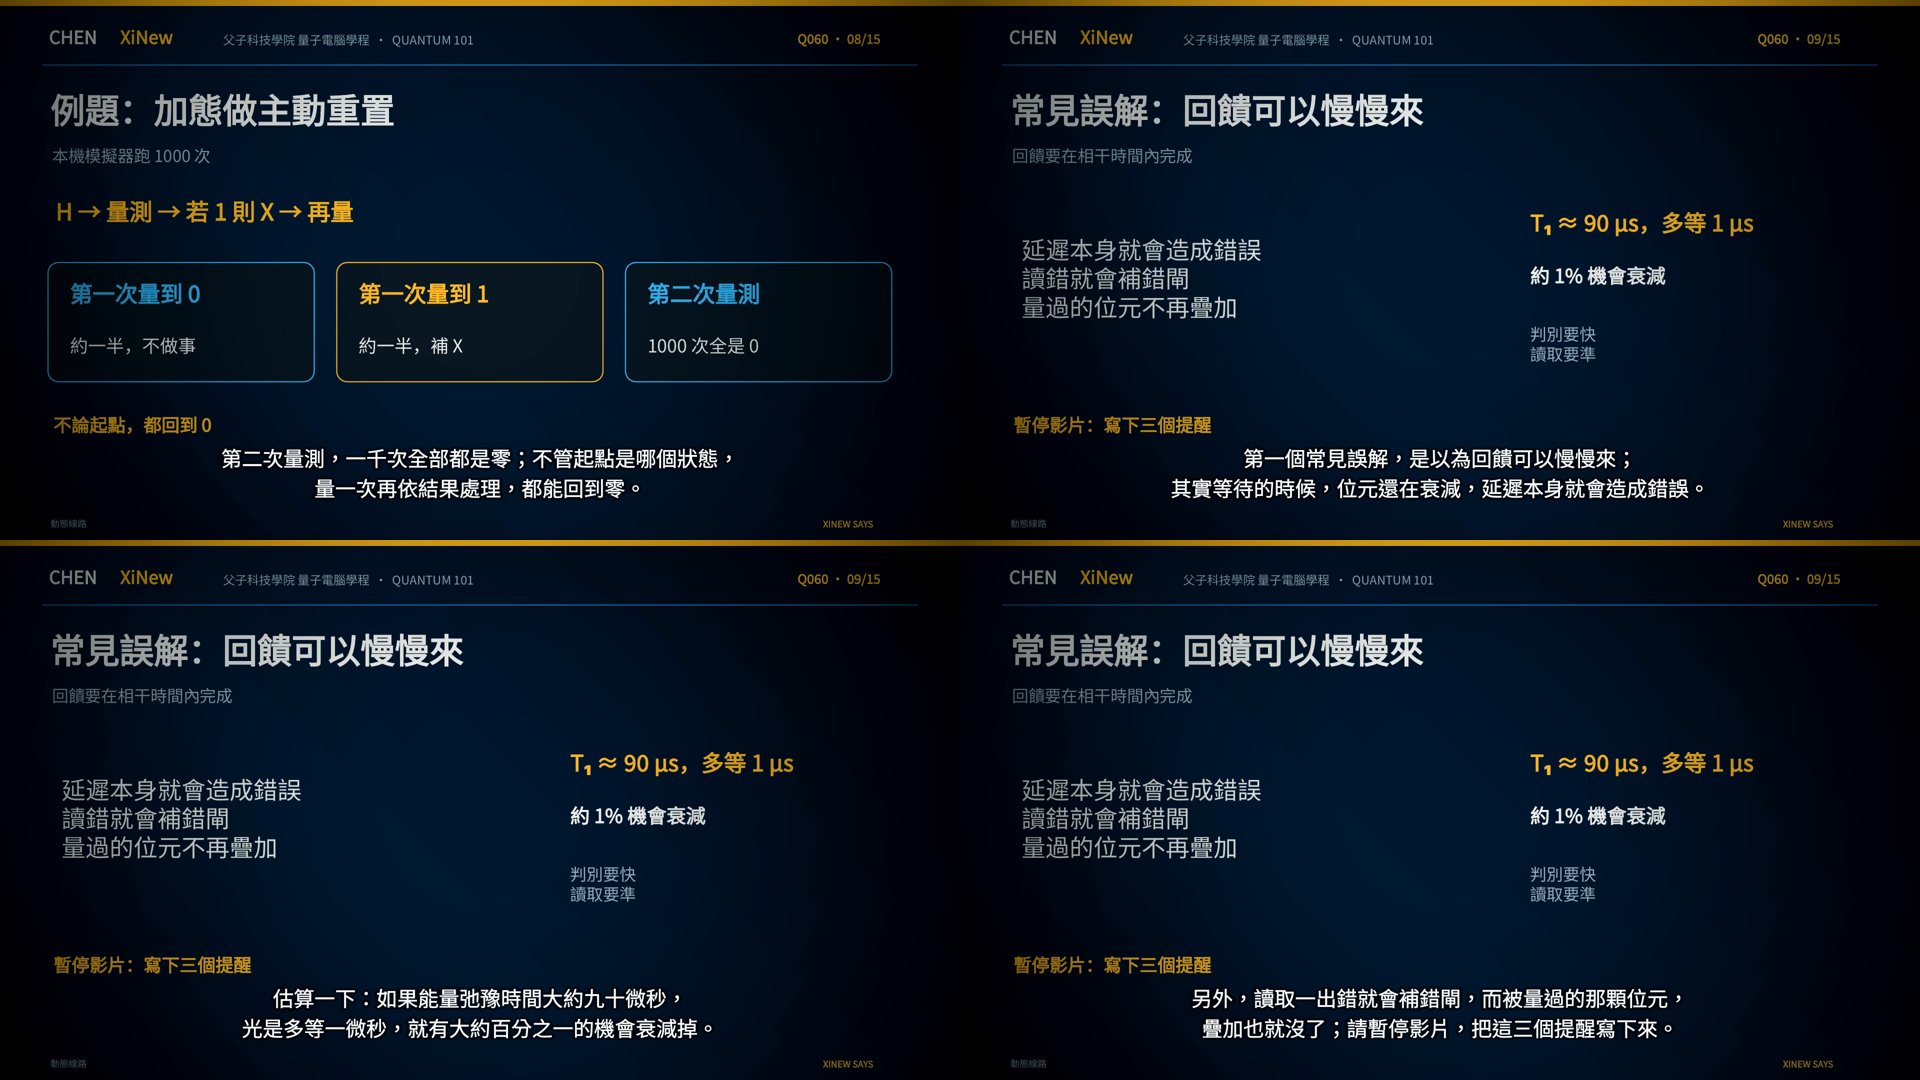 CHEN XiNew 父子科技學院 量子電腦學程 · QUANTUM 101 Q060 · 08/15
例題：加態做主動重置
本機模擬器跑 1000 次
H → 量測 → 若 1 則 X → 再量
第一次量到 0
約一半，不做事
第一次量到 1
約一半，補 X
第二次量測
1000 次全是 0
不論起點，都回到 0
第二次量測，一千次全部都是零；不管起點是哪個狀態，
量一次再依結果處理，都能回到零。
動態線路 XINEW SAYS
CHEN XiNew 父子科技學院 量子電腦學程 · QUANTUM 101 Q060 · 09/15
常見誤解：回饋可以慢慢來
回饋要在相干時間內完成
延遲本身就會造成錯誤
讀錯就會補錯閘
量過的位元不再疊加
T₁ ≈ 90 μs，多等 1 μs
約 1% 機會衰減
判別要快
讀取要準
暫停影片：寫下三個提醒
第一個常見誤解，是以為回饋可以慢慢來；
其實等待的時候，位元還在衰減，延遲本身就會造成錯誤。
動態線路 XINEW SAYS
CHEN XiNew 父子科技學院 量子電腦學程 · QUANTUM 101 Q060 · 09/15
常見誤解：回饋可以慢慢來
回饋要在相干時間內完成
延遲本身就會造成錯誤
讀錯就會補錯閘
量過的位元不再疊加
T₁ ≈ 90 μs，多等 1 μs
約 1% 機會衰減
判別要快
讀取要準
暫停影片：寫下三個提醒
估算一下：如果能量弛豫時間大約九十微秒，
光是多等一微秒，就有大約百分之一的機會衰減掉。
動態線路 XINEW SAYS
CHEN XiNew 父子科技學院 量子電腦學程 · QUANTUM 101 Q060 · 09/15
常見誤解：回饋可以慢慢來
回饋要在相干時間內完成
延遲本身就會造成錯誤
讀錯就會補錯閘
量過的位元不再疊加
T₁ ≈ 90 μs，多等 1 μs
約 1% 機會衰減
判別要快
讀取要準
暫停影片：寫下三個提醒
另外，讀取一出錯就會補錯閘，而被量過的那顆位元，
疊加也就沒了；請暫停影片，把這三個提醒寫下來。
動態線路 XINEW SAYS